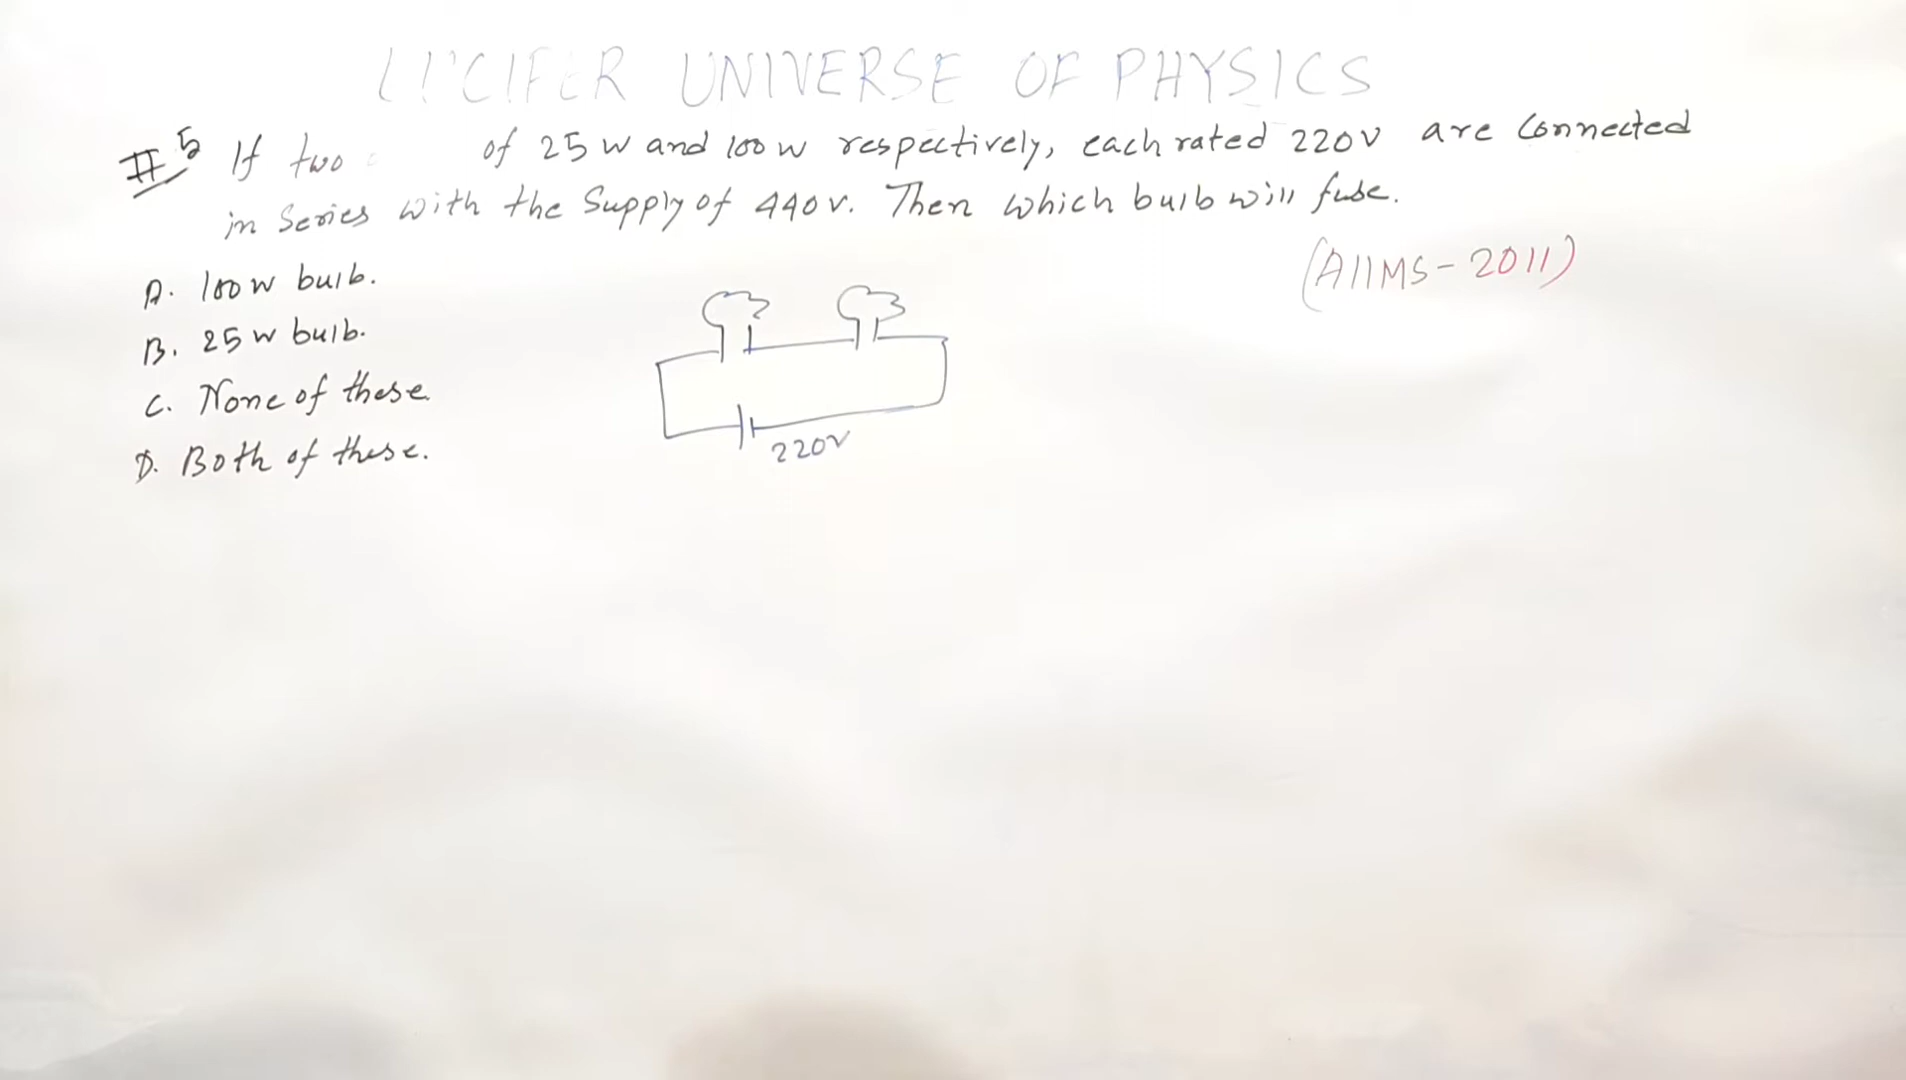 LUCIFER UNIVERSE OF PHYSICS
#5 If two of 25 W and 100 W respectively, each rated 220V are Connected
in Series with the Supply of 440V. Then which bulb will fuse.
(AIIMS-2011)
A. 100 W bulb.
B. 25 W bulb.
C. None of these.
D. Both of these.
220V